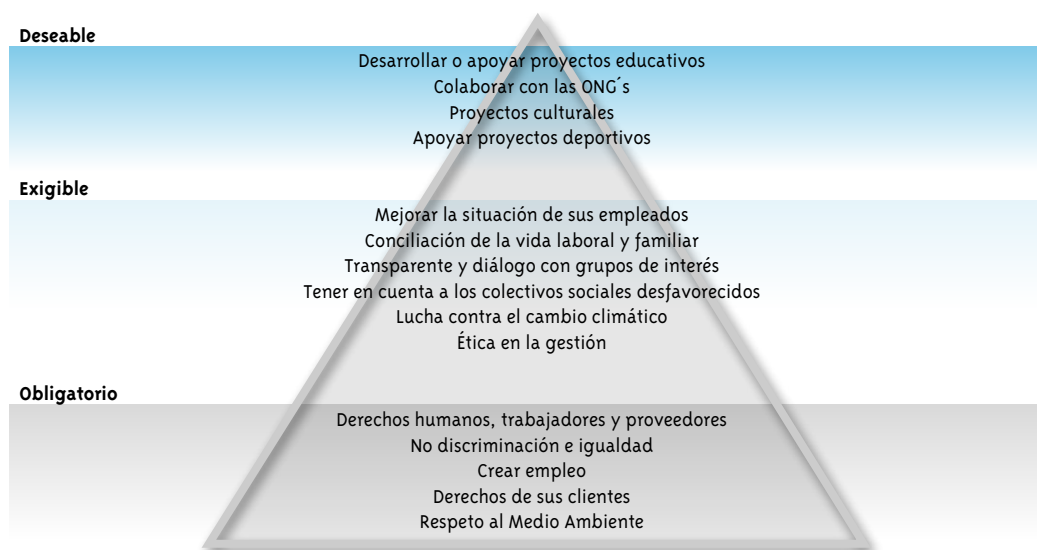 Deseable
Desarrollar o apoyar proyectos educativos
Colaborar con las ONG´s
Proyectos culturales
Apoyar proyectos deportivos
Exigible
Mejorar la situación de sus empleados
Conciliación de la vida laboral y familiar
Transparente y diálogo con grupos de interés
Tener en cuenta a los colectivos sociales desfavorecidos
Lucha contra el cambio climático
Ética en la gestión
Obligatorio
Derechos humanos, trabajadores y proveedores
No discriminación e igualdad
Crear empleo
Derechos de sus clientes
Respeto al Medio Ambiente